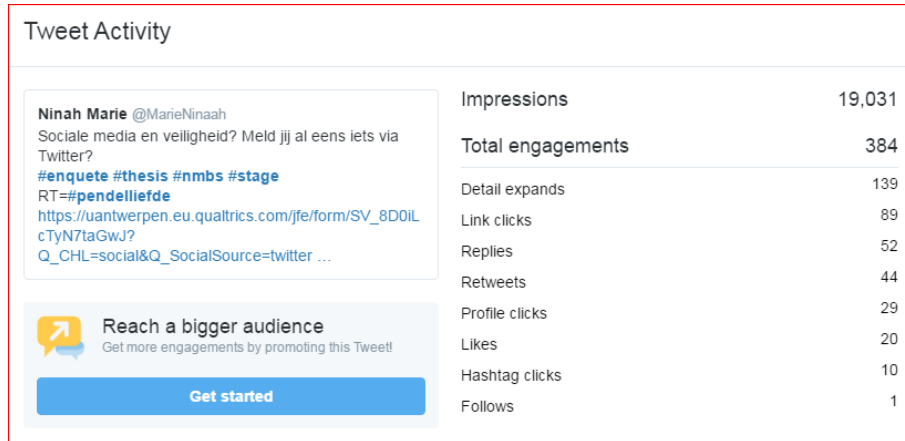 Tweet Activity
Ninah Marie @MarieNinaah
Sociale media en veiligheid? Meld jij al eens iets via
Twitter?
#enquete #thesis #nmbs #stage
RT=#pendelliefde
https://uantwerpen.eu.qualtrics.com/jfe/form/SV_8D0iL
cTyN7taGwJ?
Q_CHL=social&Q_SocialSource=twitter …
Reach a bigger audience
Get more engagements by promoting this Tweet!
Get started
Impressions 19,031
Total engagements 384
Detail expands 139
Link clicks 89
Replies 52
Retweets 44
Profile clicks 29
Likes 20
Hashtag clicks 10
Follows 1